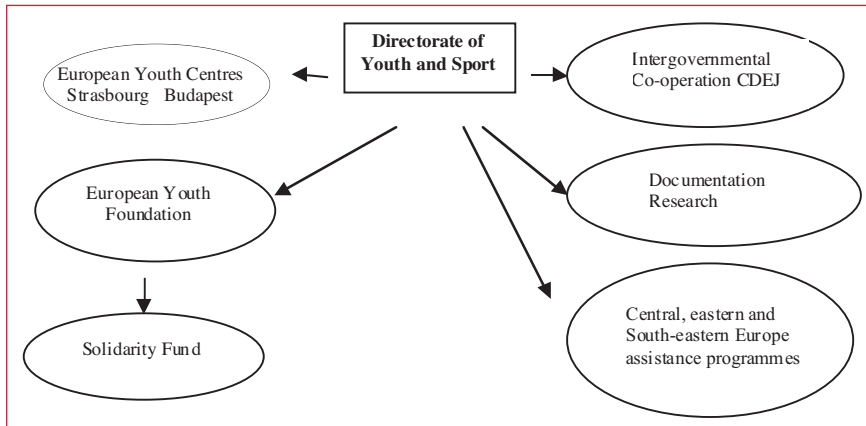 Directorate of
Youth and Sport
European Youth Centres
Strasbourg Budapest
Intergovernmental
Co-operation CDEJ
European Youth
Foundation
Documentation
Research
Solidarity Fund
Central, eastern and
South-eastern Europe
assistance programmes